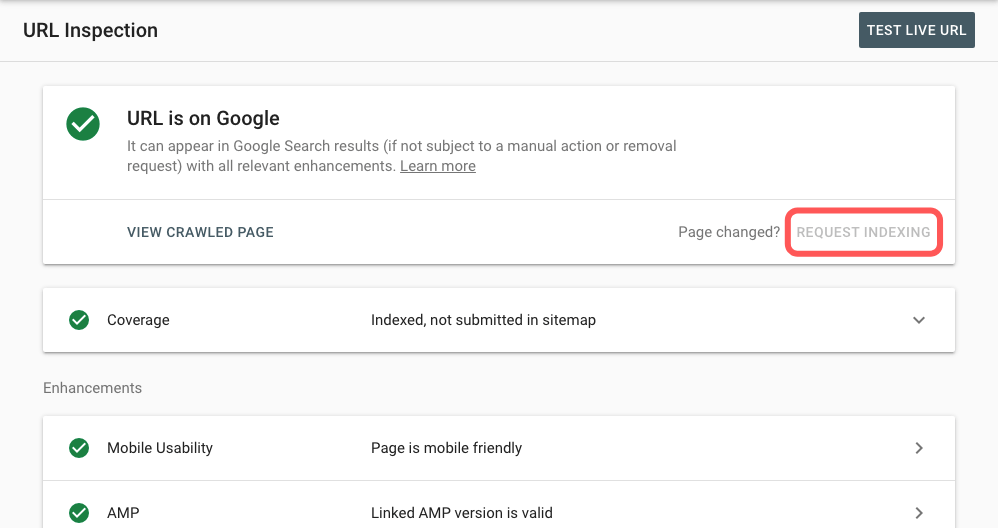 URL Inspection
TEST LIVE URL
URL is on Google
It can appear in Google Search results (if not subject to a manual action or removal
request) with all relevant enhancements. Learn more
VIEW CRAWLED PAGE
Page changed? REQUEST INDEXING
Coverage
Indexed, not submitted in sitemap
Enhancements
Mobile Usability
Page is mobile friendly
AMP
Linked AMP version is valid